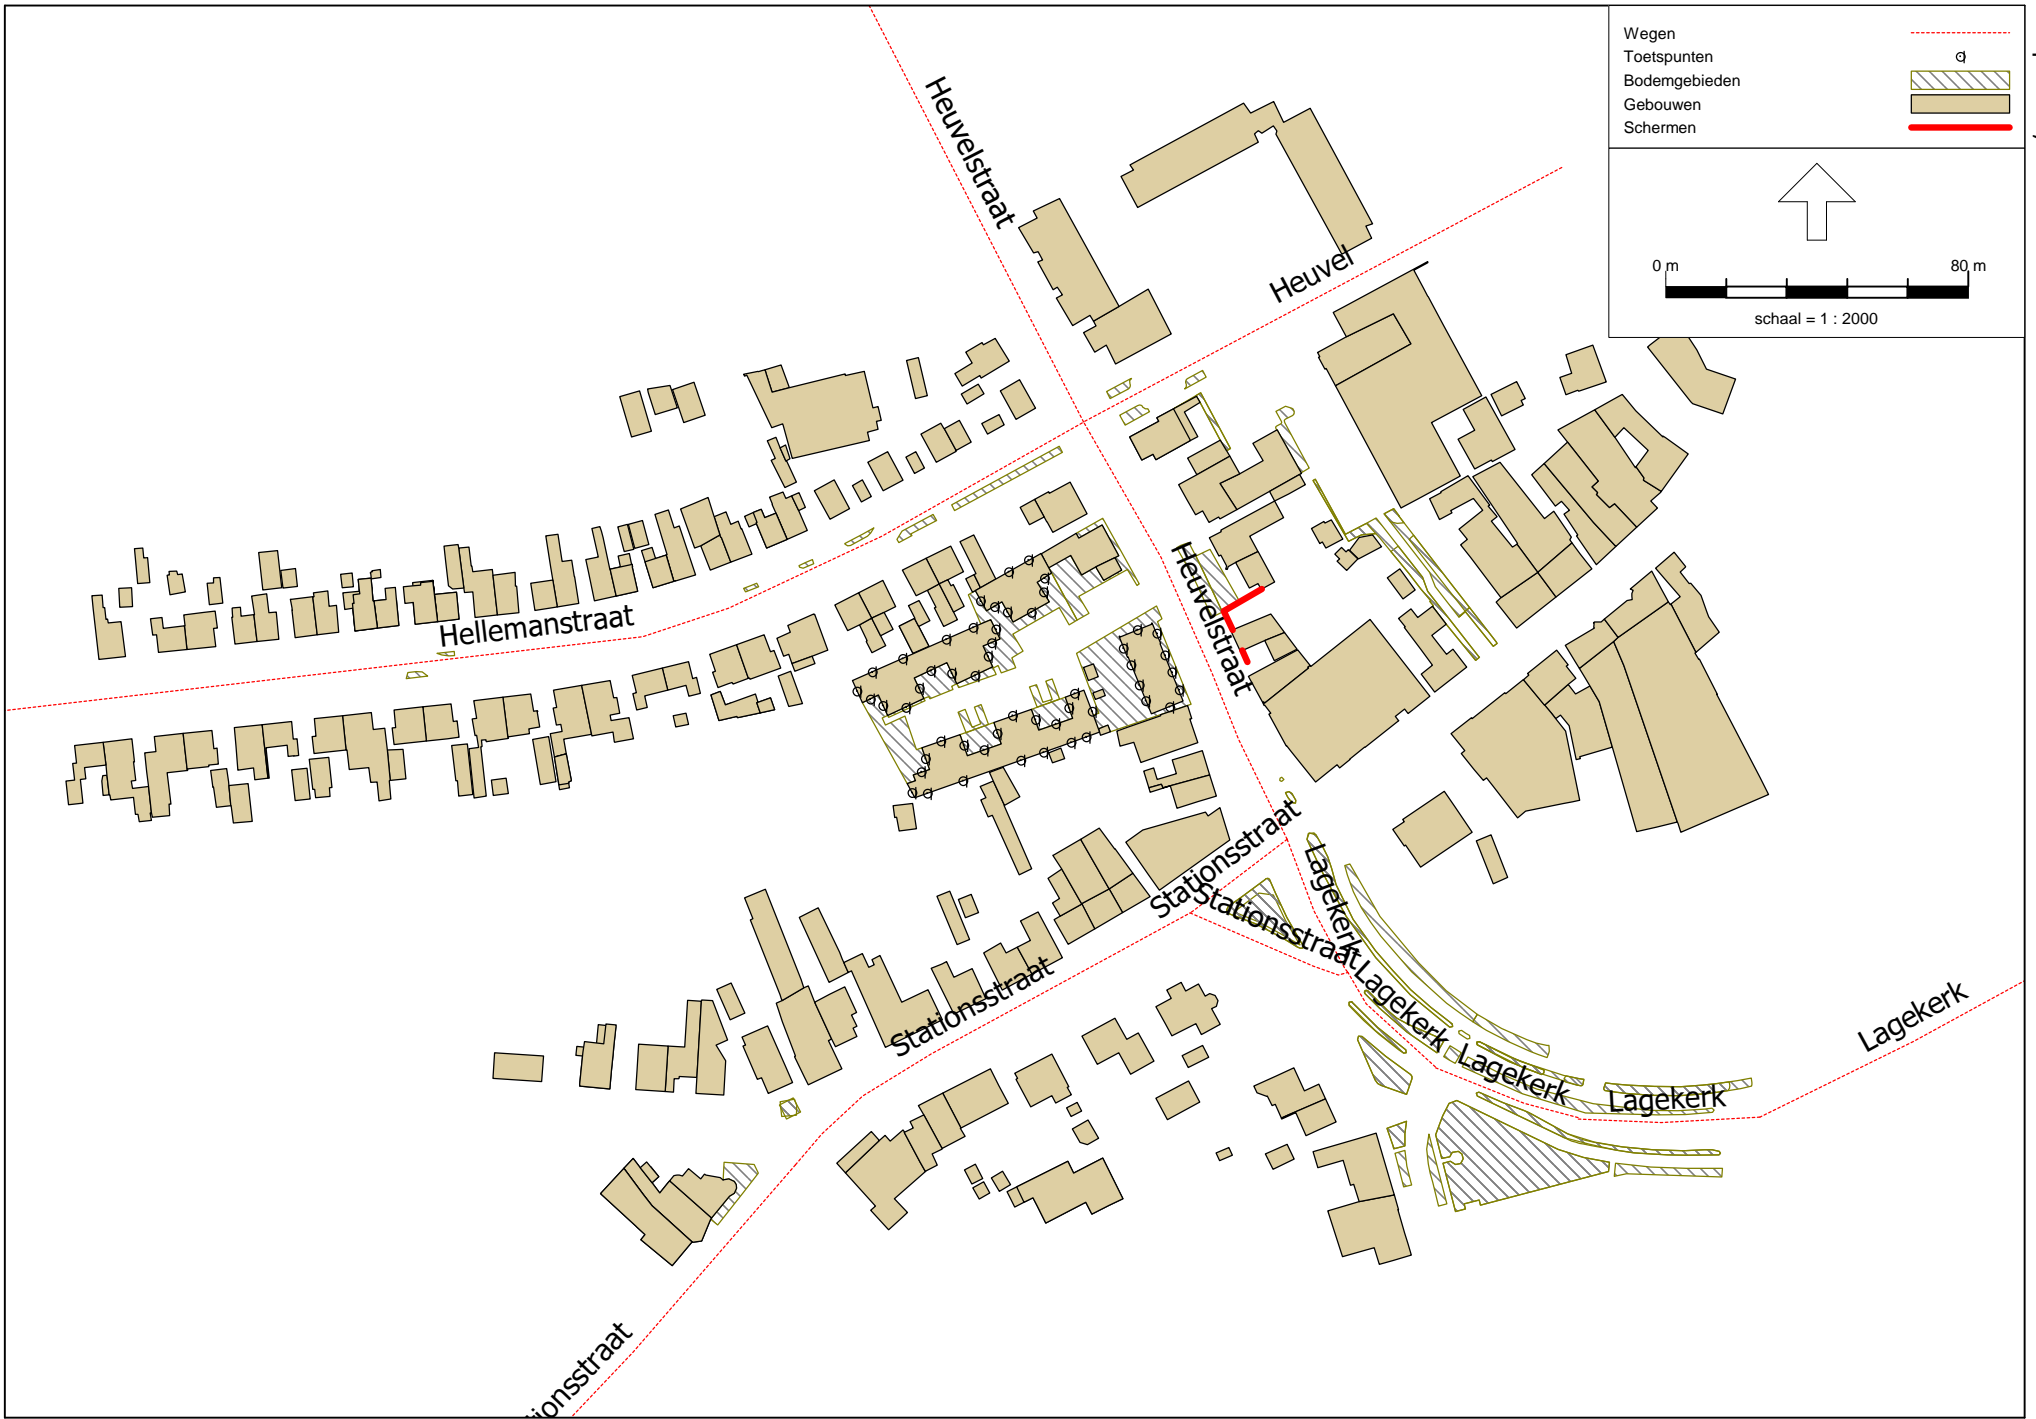 Wegen
Toetspunten
Bodemgebieden
Gebouwen
Schermen
0 m
80 m
schaal = 1 : 2000
Heuvelstraat
Heuvel
Hellemanstraat
Heuvelstraat
Stationsstraat
Stationsstraat
Lagekerk
Lagekerk
Lagekerk
Lagekerk
Lagekerk
Stationsstraat
ionsstraat